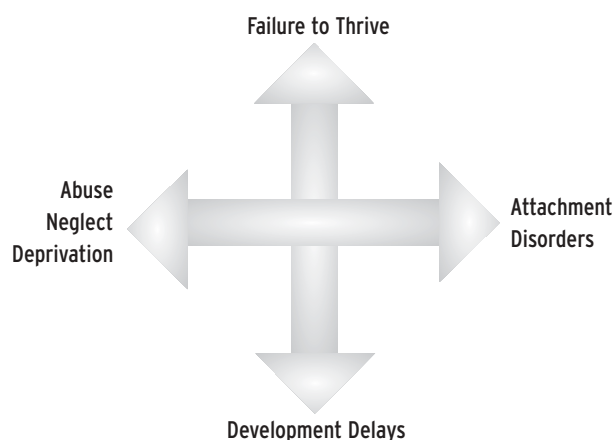 Failure to Thrive
Abuse
Neglect
Deprivation
Attachment
Disorders
Development Delays